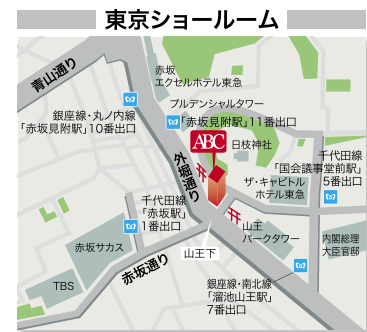 東京ショールーム
青山通り
赤坂
エクセルホテル東急
銀座線・丸ノ内線
「赤坂見附駅」10番出口
プルデンシャルタワー
「赤坂見附駅」11番出口
ABC
日枝神社
外堀通り
千代田線
「国会議事堂前駅」
5番出口
ザ・キャピトル
ホテル東急
千代田線
「赤坂駅」
1番出口
山王
パークタワー
内閣総理
大臣官邸
赤坂サカス
赤坂通り
山王下
TBS
銀座線・南北線
「溜池山王駅」
7番出口